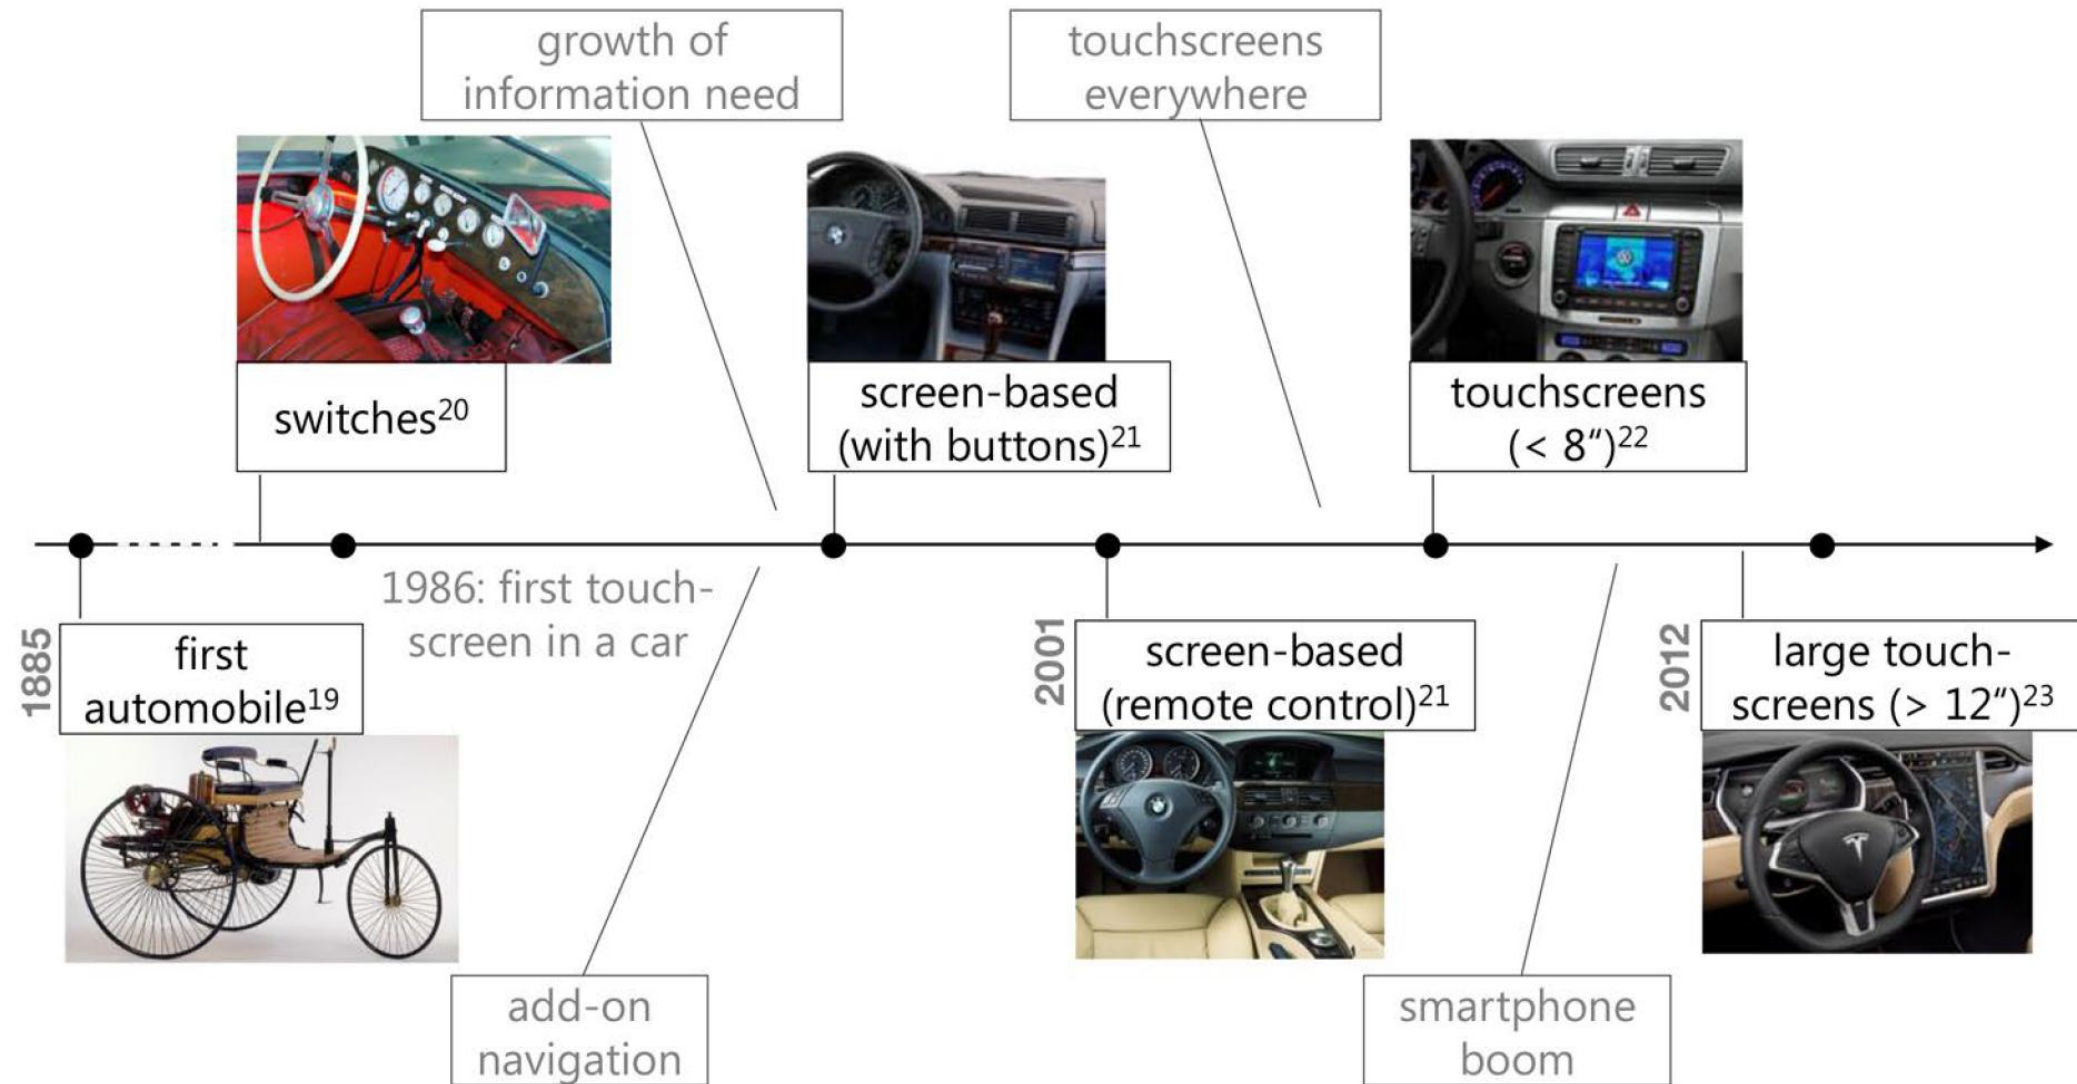 growth of
information need
touchscreens
everywhere
switches²⁰
screen-based
(with buttons)²¹
touchscreens
(< 8“)²²
1986: first touch-
screen in a car
1885
first
automobile¹⁹
2001
screen-based
(remote control)²¹
2012
large touch-
screens (> 12“)²³
add-on
navigation
smartphone
boom